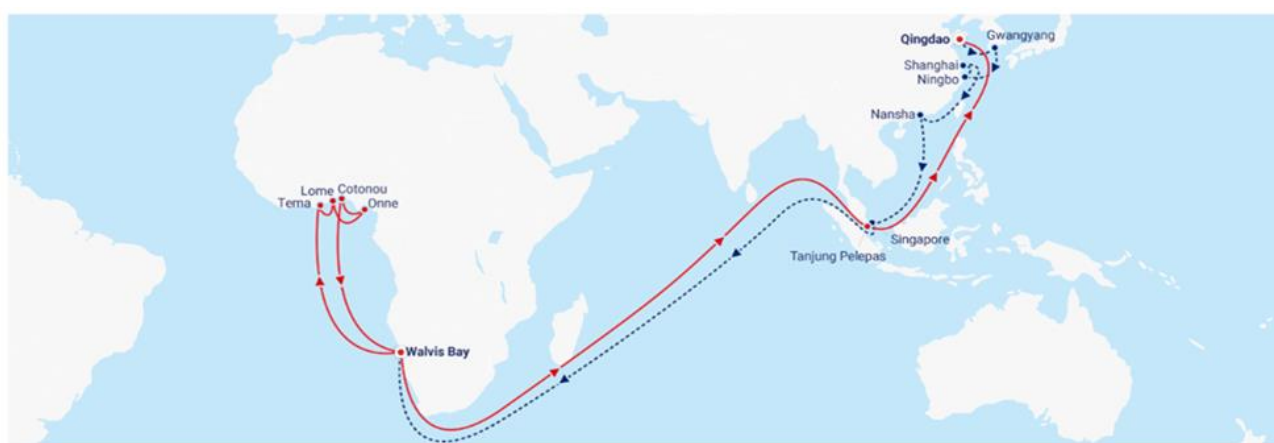 Qingdao
Gwangyang
Shanghai
Ningbo
Nansha
Lome
Cotonou
Tema
Onne
Singapore
Tanjung Pelepas
Walvis Bay